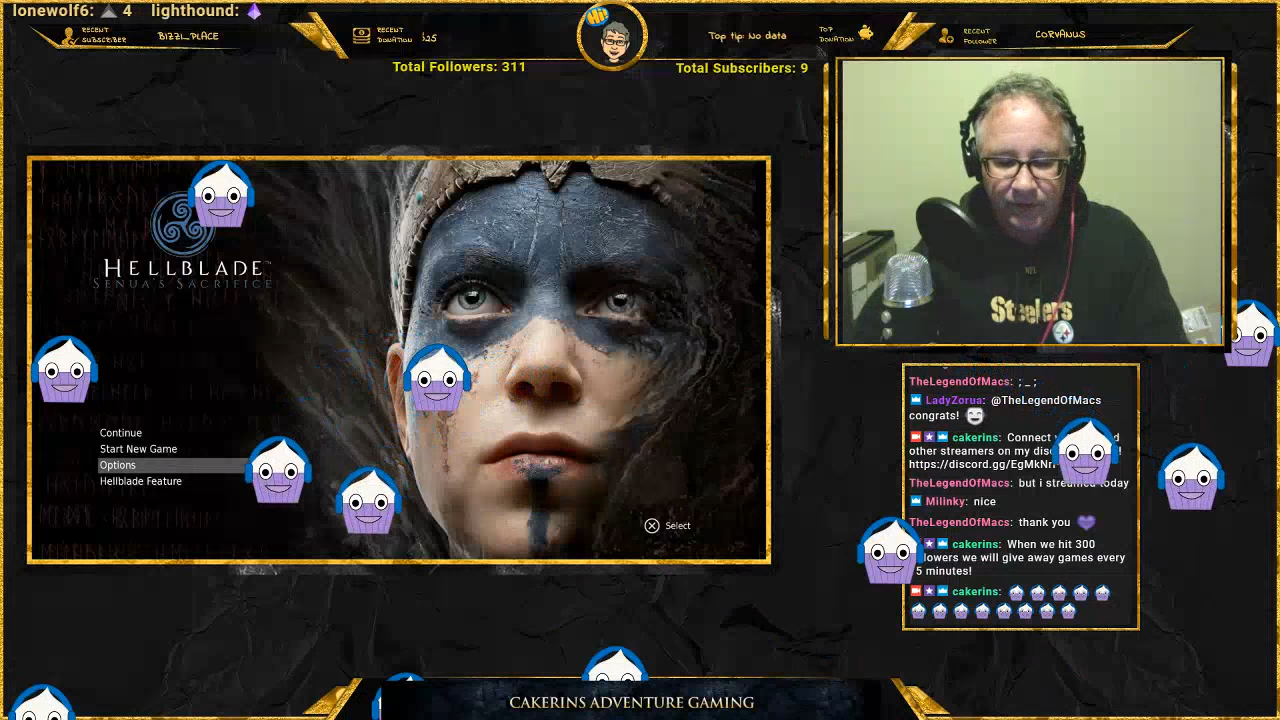 lonewolf6: 4 lighthound:
RECENT SUBSCRIBER
BIZZI_PLACE
RECENT DONATION
Top tip: No data
TOP DONATION
RECENT FOLLOWER
CORVANUS
Total Followers: 311
Total Subscribers: 9
HELLBLADE
SENUA'S SACRIFICE
Continue
Start New Game
Options
Hellblade Feature
Select
Hi!
NFL
Steelers
TheLegendOfMacs: ; _ ;
LadyZorua: @TheLegendOfMacs
congrats!
cakerins: Connect
other streamers on my
https://discord.gg/EgMkNr
TheLegendOfMacs: but i streamed today
Milinky: nice
TheLegendOfMacs: thank you
cakerins: When we hit 300
we will give away games every
5 minutes!
cakerins:
CAKERINS ADVENTURE GAMING